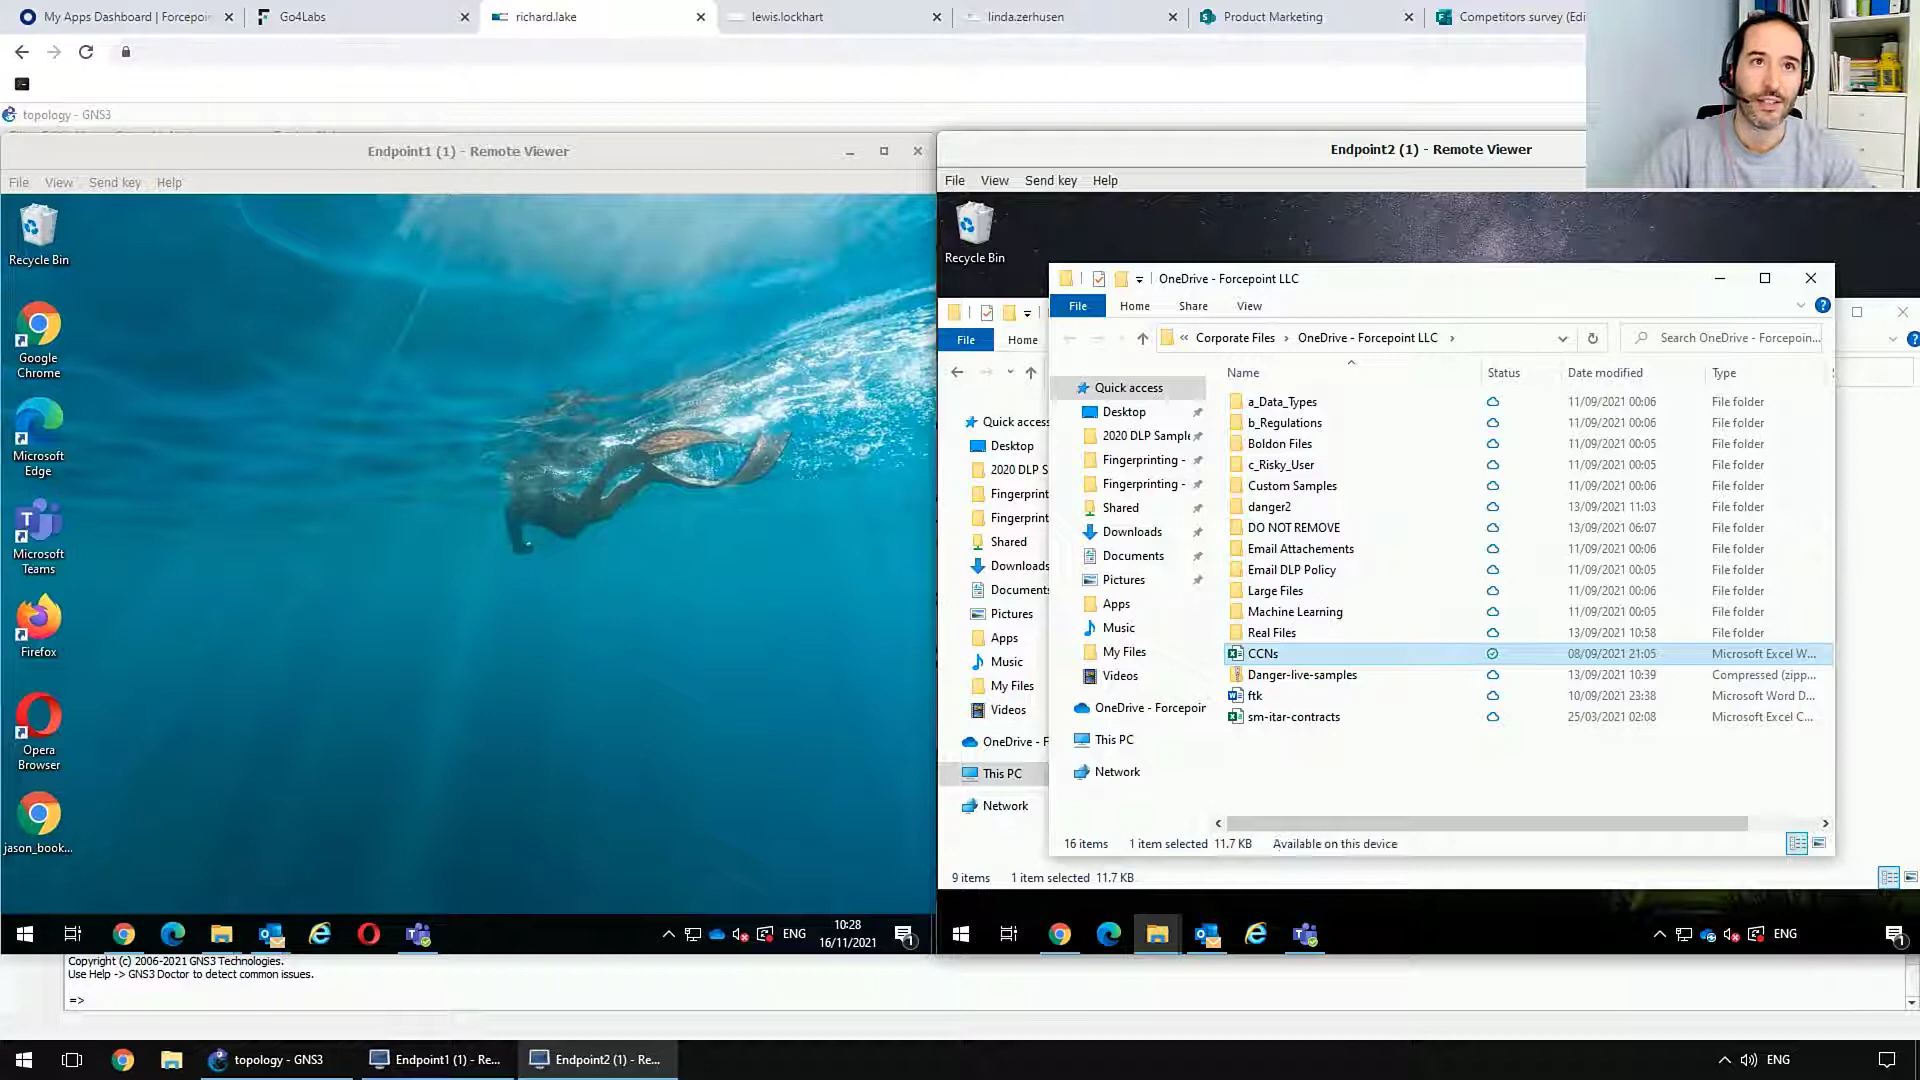 My Apps Dashboard | Forcepoin
Go4Labs
richard.lake
lewis.lockhart
linda.zerhusen
Product Marketing
Competitors survey (Edi
topology - GNS3
Endpoint1 (1) - Remote Viewer
File View Send key Help
Recycle Bin
Google
Chrome
Microsoft
Edge
Microsoft
Teams
Firefox
Opera
Browser
jason_book...
ENG
10:28
16/11/2021
1
Endpoint2 (1) - Remote Viewer
File View Send key Help
Recycle Bin
File Home
Quick access
Desktop
2020 DLP S
Fingerprint
Fingerprint
Shared
Downloads
Documents
Pictures
Apps
Music
My Files
Videos
OneDrive - F
This PC
Network
9 items 1 item selected 11.7 KB
OneDrive - Forcepoint LLC
File Home Share View
« Corporate Files › OneDrive - Forcepoint LLC ›
Search OneDrive - Forcepoin...
Quick access
Desktop
2020 DLP Sample
Fingerprinting -
Fingerprinting -
Shared
Downloads
Documents
Pictures
Apps
Music
My Files
Videos
OneDrive - Forcepoin
This PC
Network
Name Status Date modified Type
a_Data_Types 11/09/2021 00:06 File folder
b_Regulations 11/09/2021 00:06 File folder
Boldon Files 11/09/2021 00:05 File folder
c_Risky_User 11/09/2021 00:05 File folder
Custom Samples 11/09/2021 00:06 File folder
danger2 13/09/2021 11:03 File folder
DO NOT REMOVE 13/09/2021 06:07 File folder
Email Attachements 11/09/2021 00:06 File folder
Email DLP Policy 11/09/2021 00:05 File folder
Large Files 11/09/2021 00:06 File folder
Machine Learning 11/09/2021 00:05 File folder
Real Files 13/09/2021 10:58 File folder
CCNs 08/09/2021 21:05 Microsoft Excel W...
Danger-live-samples 13/09/2021 10:39 Compressed (zipp...
ftk 10/09/2021 23:38 Microsoft Word D...
sm-itar-contracts 25/03/2021 02:08 Microsoft Excel C...
16 items 1 item selected 11.7 KB Available on this device
ENG
1
Copyright (c) 2006-2021 GNS3 Technologies.
Use Help -> GNS3 Doctor to detect common issues.
=>
topology - GNS3
Endpoint1 (1) - Re...
Endpoint2 (1) - Re...
ENG